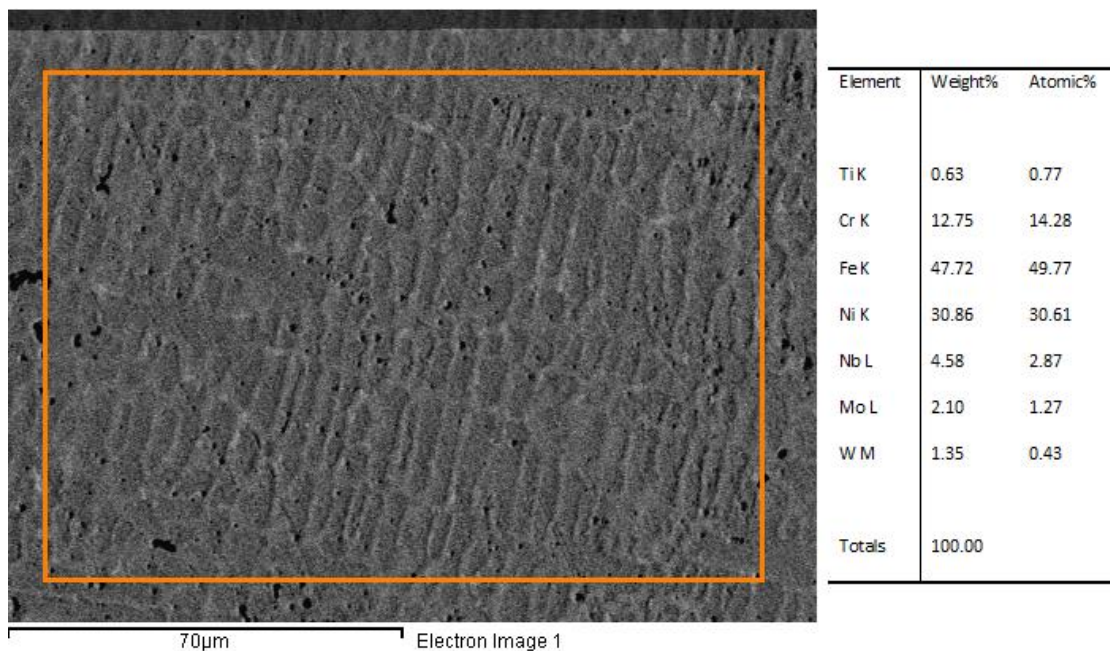 Element Weight% Atomic%
Ti K 0.63 0.77
Cr K 12.75 14.28
Fe K 47.72 49.77
Ni K 30.86 30.61
Nb L 4.58 2.87
Mo L 2.10 1.27
W M 1.35 0.43
Totals 100.00
70µm Electron Image 1